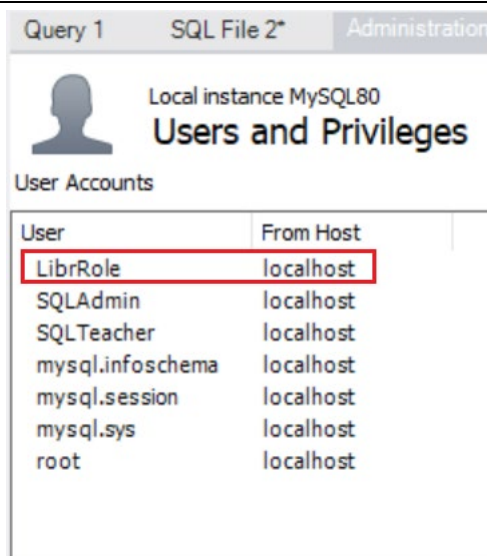 Query 1 SQL File 2* Administration
Local instance MySQL80
Users and Privileges
User Accounts
User From Host
LibrRole localhost
SQLAdmin localhost
SQLTeacher localhost
mysql.infoschema localhost
mysql.session localhost
mysql.sys localhost
root localhost